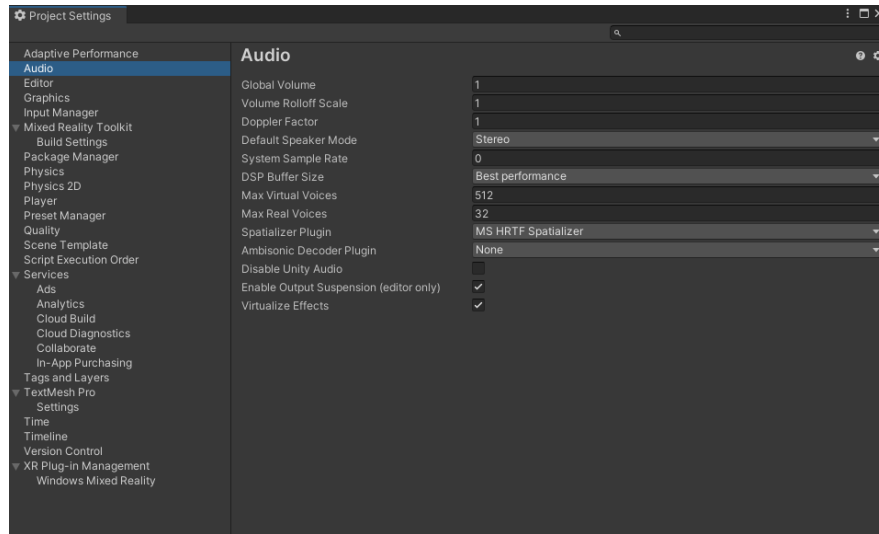 Project Settings
Adaptive Performance
Audio
Editor
Graphics
Input Manager
Mixed Reality Toolkit
Build Settings
Package Manager
Physics
Physics 2D
Player
Preset Manager
Quality
Scene Template
Script Execution Order
Services
Ads
Analytics
Cloud Build
Cloud Diagnostics
Collaborate
In-App Purchasing
Tags and Layers
TextMesh Pro
Settings
Time
Timeline
Version Control
XR Plug-in Management
Windows Mixed Reality
Audio
Global Volume 1
Volume Rolloff Scale 1
Doppler Factor 1
Default Speaker Mode Stereo
System Sample Rate 0
DSP Buffer Size Best performance
Max Virtual Voices 512
Max Real Voices 32
Spatializer Plugin MS HRTF Spatializer
Ambisonic Decoder Plugin None
Disable Unity Audio
Enable Output Suspension (editor only)
Virtualize Effects